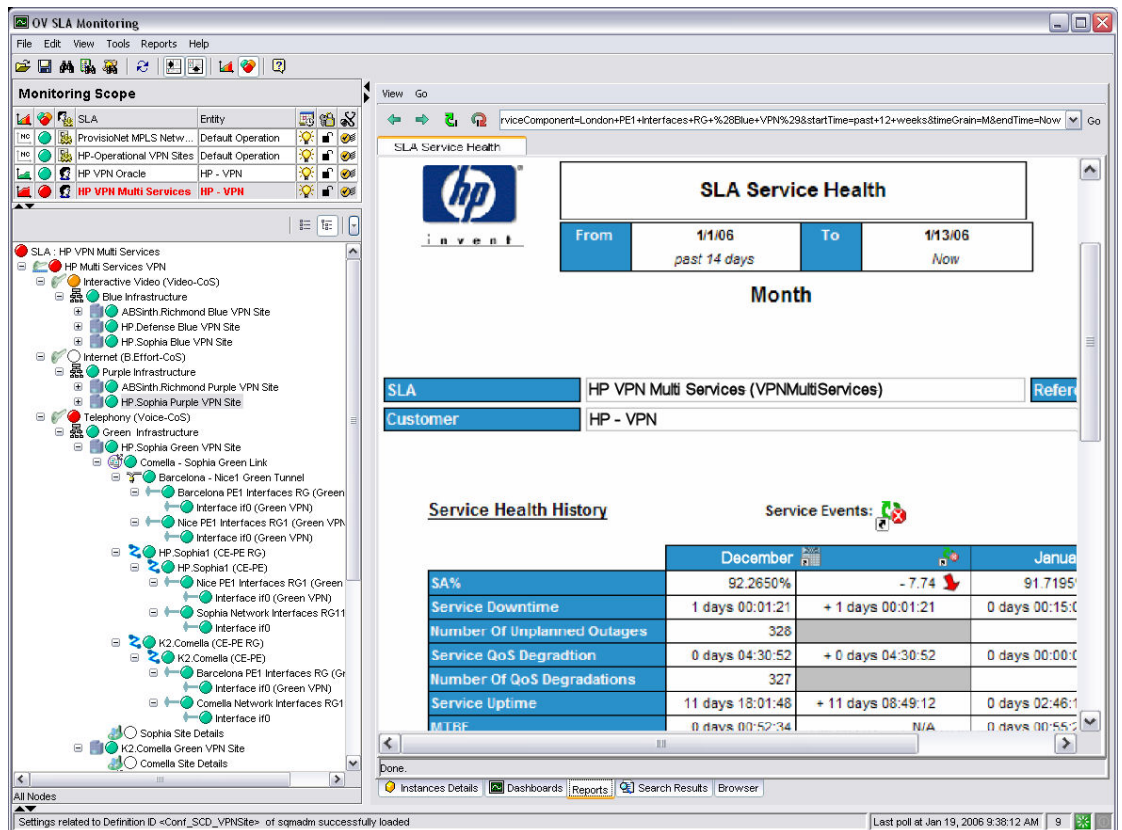 OV SLA Monitoring
File Edit View Tools Reports Help
Monitoring Scope
SLA Entity
NC ProvisioNet MPLS Netw... Default Operation
NC HP-Operational VPN Sites Default Operation
HP VPN Oracle HP - VPN
HP VPN Multi Services HP - VPN
SLA : HP VPN Multi Services
HP Multi Services VPN
Interactive Video (Video-CoS)
Blue Infrastructure
ABSinth.Richmond Blue VPN Site
HP.Defense Blue VPN Site
HP.Sophia Blue VPN Site
Internet (B.Effort-CoS)
Purple Infrastructure
ABSinth.Richmond Purple VPN Site
HP.Sophia Purple VPN Site
Telephony (Voice-CoS)
Green Infrastructure
HP.Sophia Green VPN Site
Comella - Sophia Green Link
Barcelona - Nice1 Green Tunnel
Barcelona PE1 Interfaces RG (Green
Interface if0 (Green VPN)
Nice PE1 Interfaces RG1 (Green VPN
Interface if0 (Green VPN)
HP.Sophia1 (CE-PE RG)
HP.Sophia1 (CE-PE)
Nice PE1 Interfaces RG1 (Green
Interface if0 (Green VPN)
Sophia Network Interfaces RG11
Interface if0
K2.Comella (CE-PE RG)
K2.Comella (CE-PE)
Barcelona PE1 Interfaces RG (Gr
Interface if0 (Green VPN)
Comella Network Interfaces RG1
Interface if0
Sophia Site Details
K2.Comella Green VPN Site
Comella Site Details
All Nodes
View Go
rviceComponent=London+PE1+Interfaces+RG+%28Blue+VPN%29&startTime=past+12+weeks&timeGrain=M&endTime=Now Go
SLA Service Health
hp
invent
SLA Service Health
From 1/1/06 To 1/13/06
past 14 days Now
Month
SLA HP VPN Multi Services (VPNMultiServices) Refer
Customer HP - VPN
Service Health History Service Events:
December Janua
SA% 92.2650% - 7.74 91.7195
Service Downtime 1 days 00:01:21 + 1 days 00:01:21 0 days 00:15:0
Number Of Unplanned Outages 328
Service QoS Degradtion 0 days 04:30:52 + 0 days 04:30:52 0 days 00:00:0
Number Of QoS Degradations 327
Service Uptime 11 days 18:01:48 + 11 days 08:49:12 0 days 02:46:1
MTBF 0 days 00:52:34 N/A 0 days 00:55:2
Done.
Instances Details Dashboards Reports Search Results Browser
Settings related to Definition ID <Conf_SCD_VPNSite> of sqmadm successfully loaded Last poll at Jan 19, 2006 9:38:12 AM 9